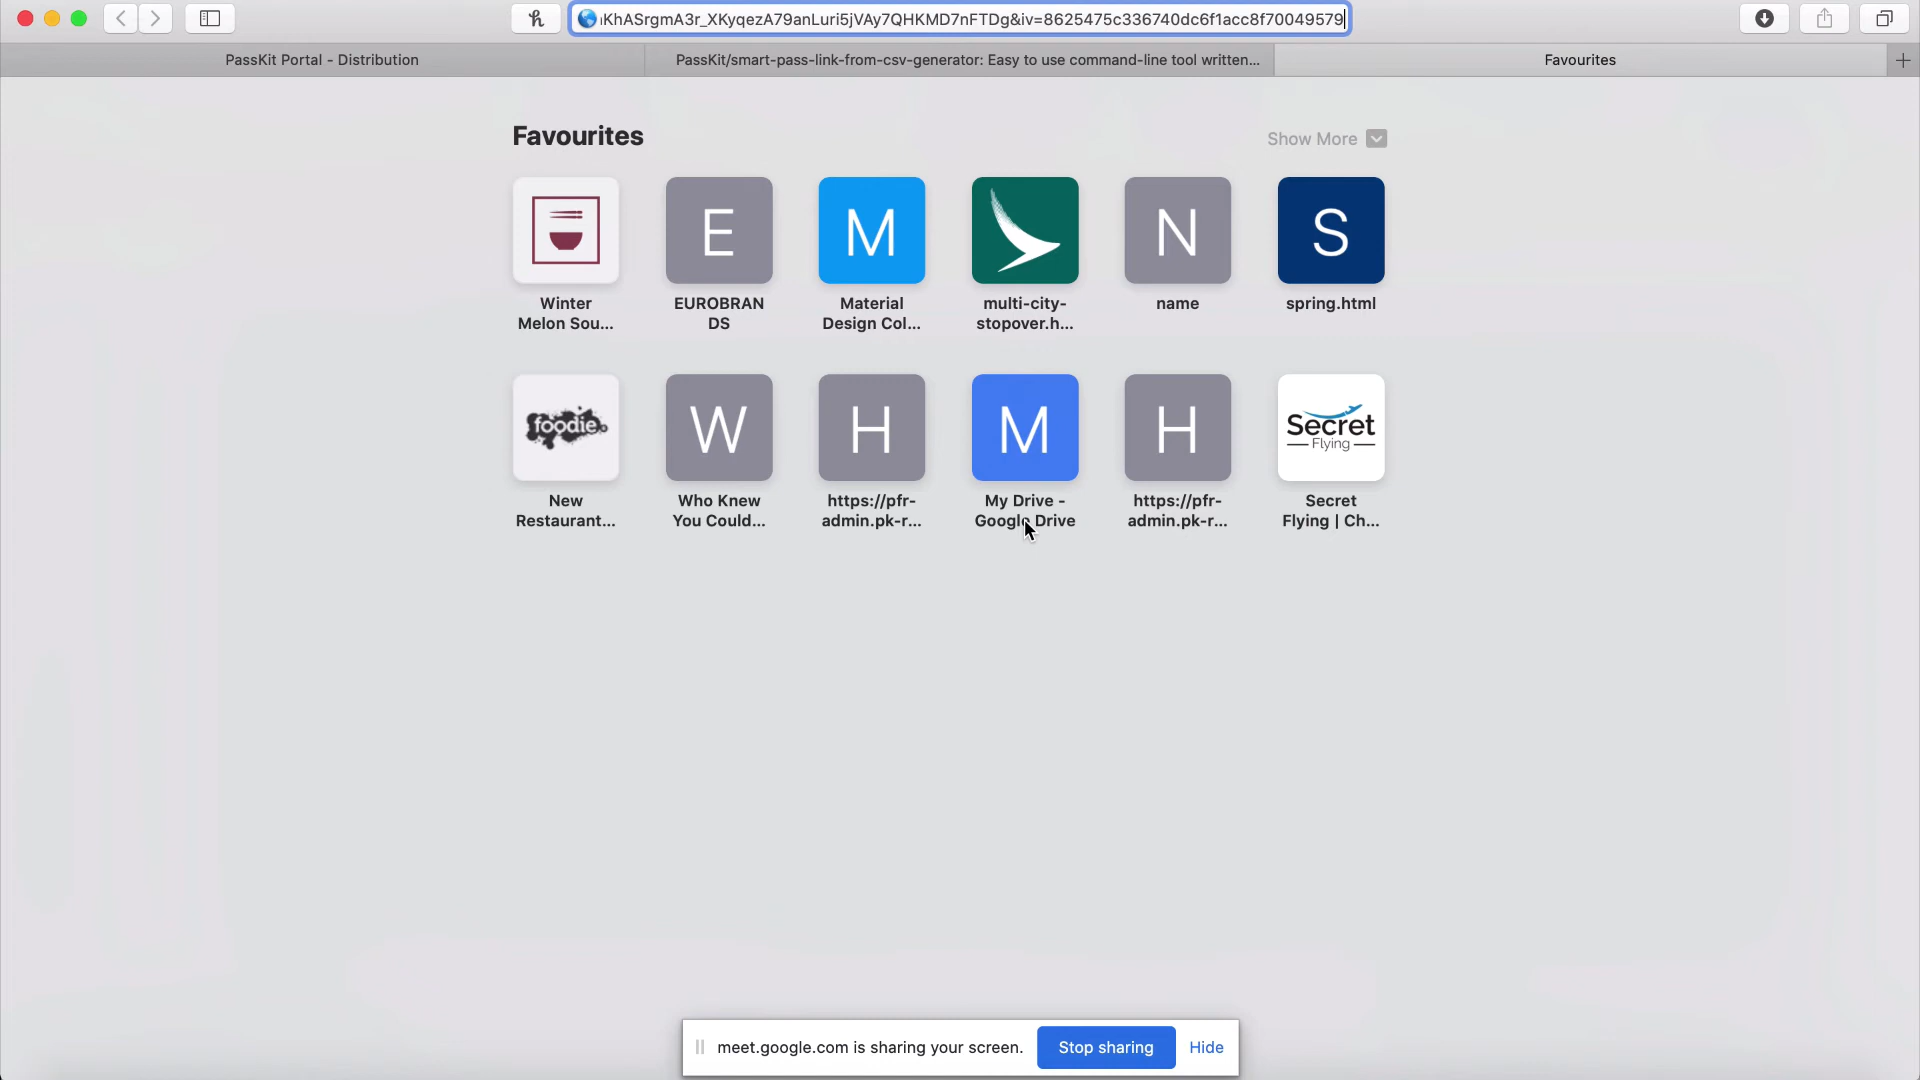 KhASrgmA3r_XKyqezA79anLuri5jVAy7QHKMD7nFTDg&iv=8625475c336740dc6f1acc8f70049579
PassKit Portal - Distribution
PassKit/smart-pass-link-from-csv-generator: Easy to use command-line tool written...
Favourites
Favourites
Show More
E
M
N
S
Winter
Melon Sou...
EUROBRAN
DS
Material
Design Col...
multi-city-
stopover.h...
name
spring.html
foodie
W
H
M
H
Secret
Flying
New
Restaurant...
Who Knew
You Could...
https://pfr-
admin.pk-r...
My Drive -
Google Drive
https://pfr-
admin.pk-r...
Secret
Flying | Ch...
meet.google.com is sharing your screen.
Stop sharing
Hide